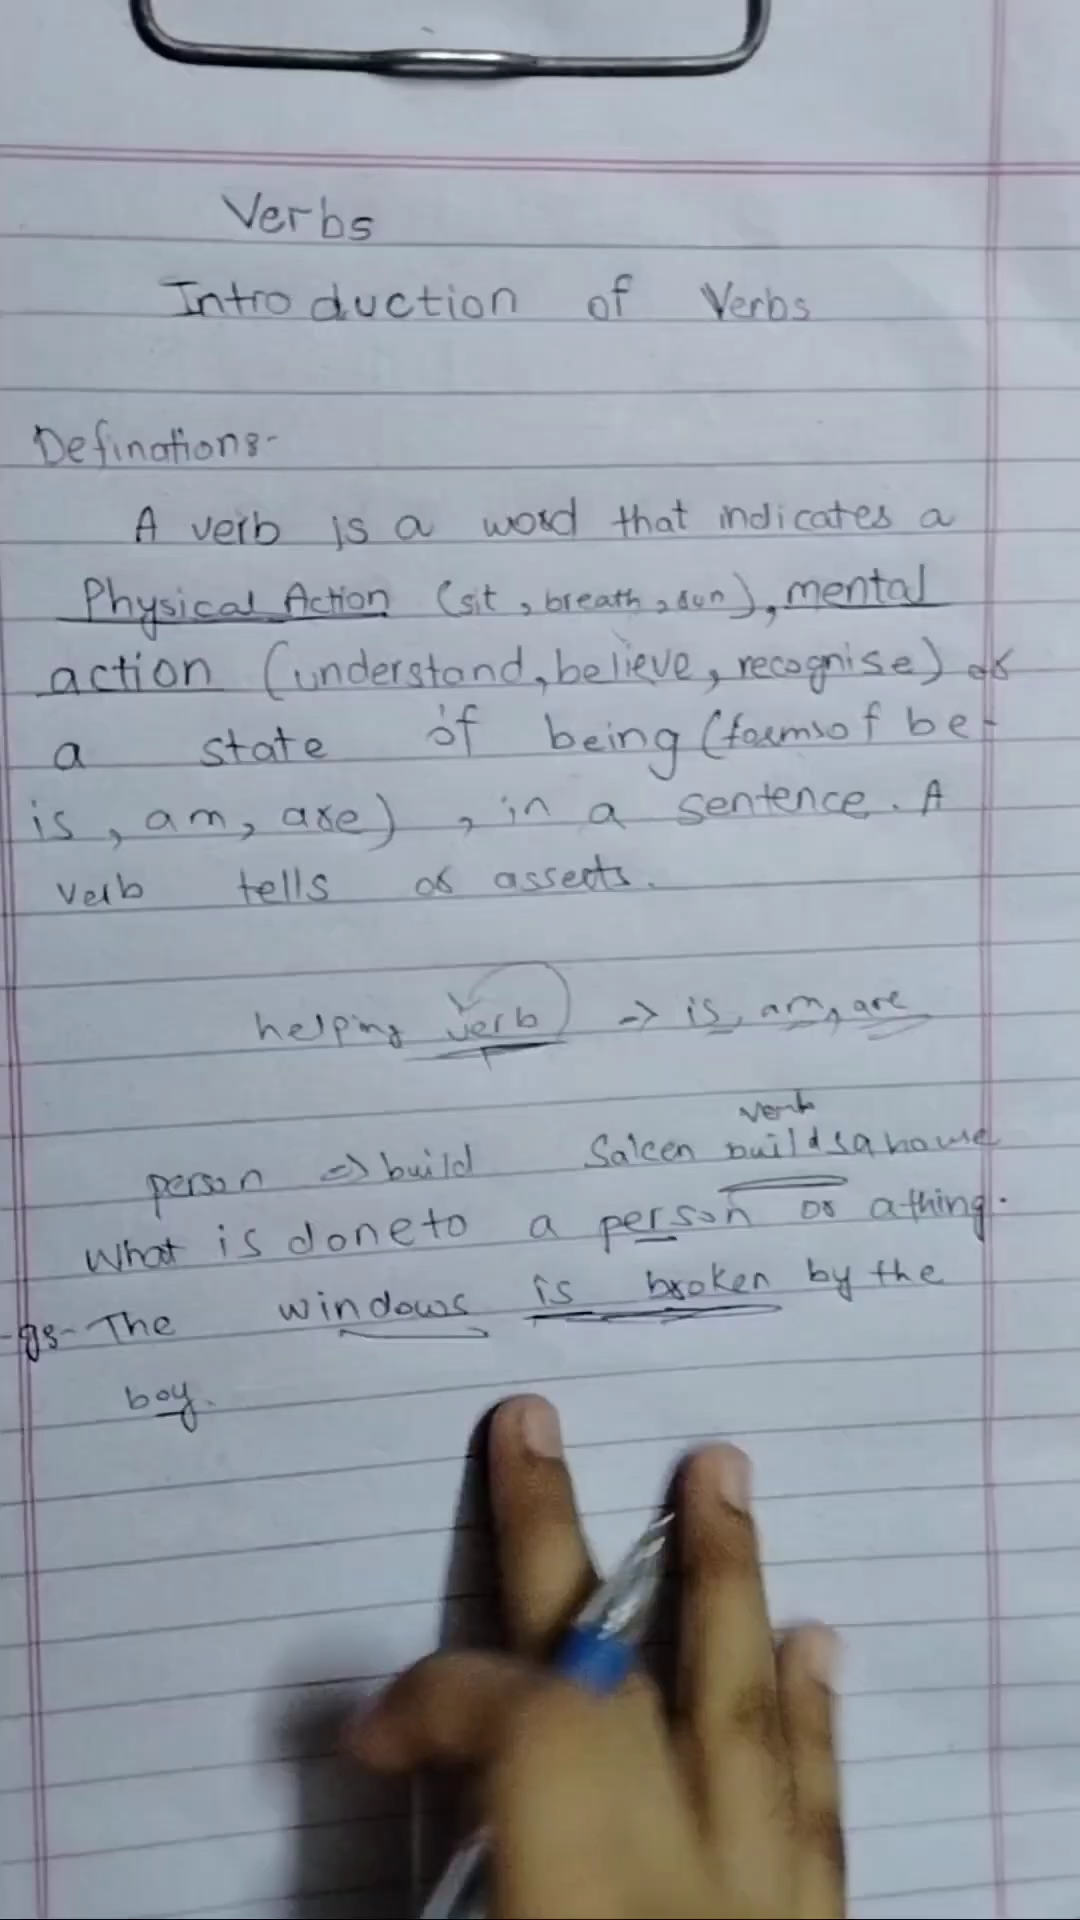 Verbs
Introduction of Verbs
Definations-
A verb is a word that indicates a
Physical Action (sit, breath, run), mental
action (understand, believe, recognise) or
a state of being (forms of be-
is, am, are) , in a sentence. A
verb tells or asserts.
helping verb → is, am, are
verb
person ⇒ build Saleen builds a house
What is done to a person or a thing.
The windows is broken by the
boy.